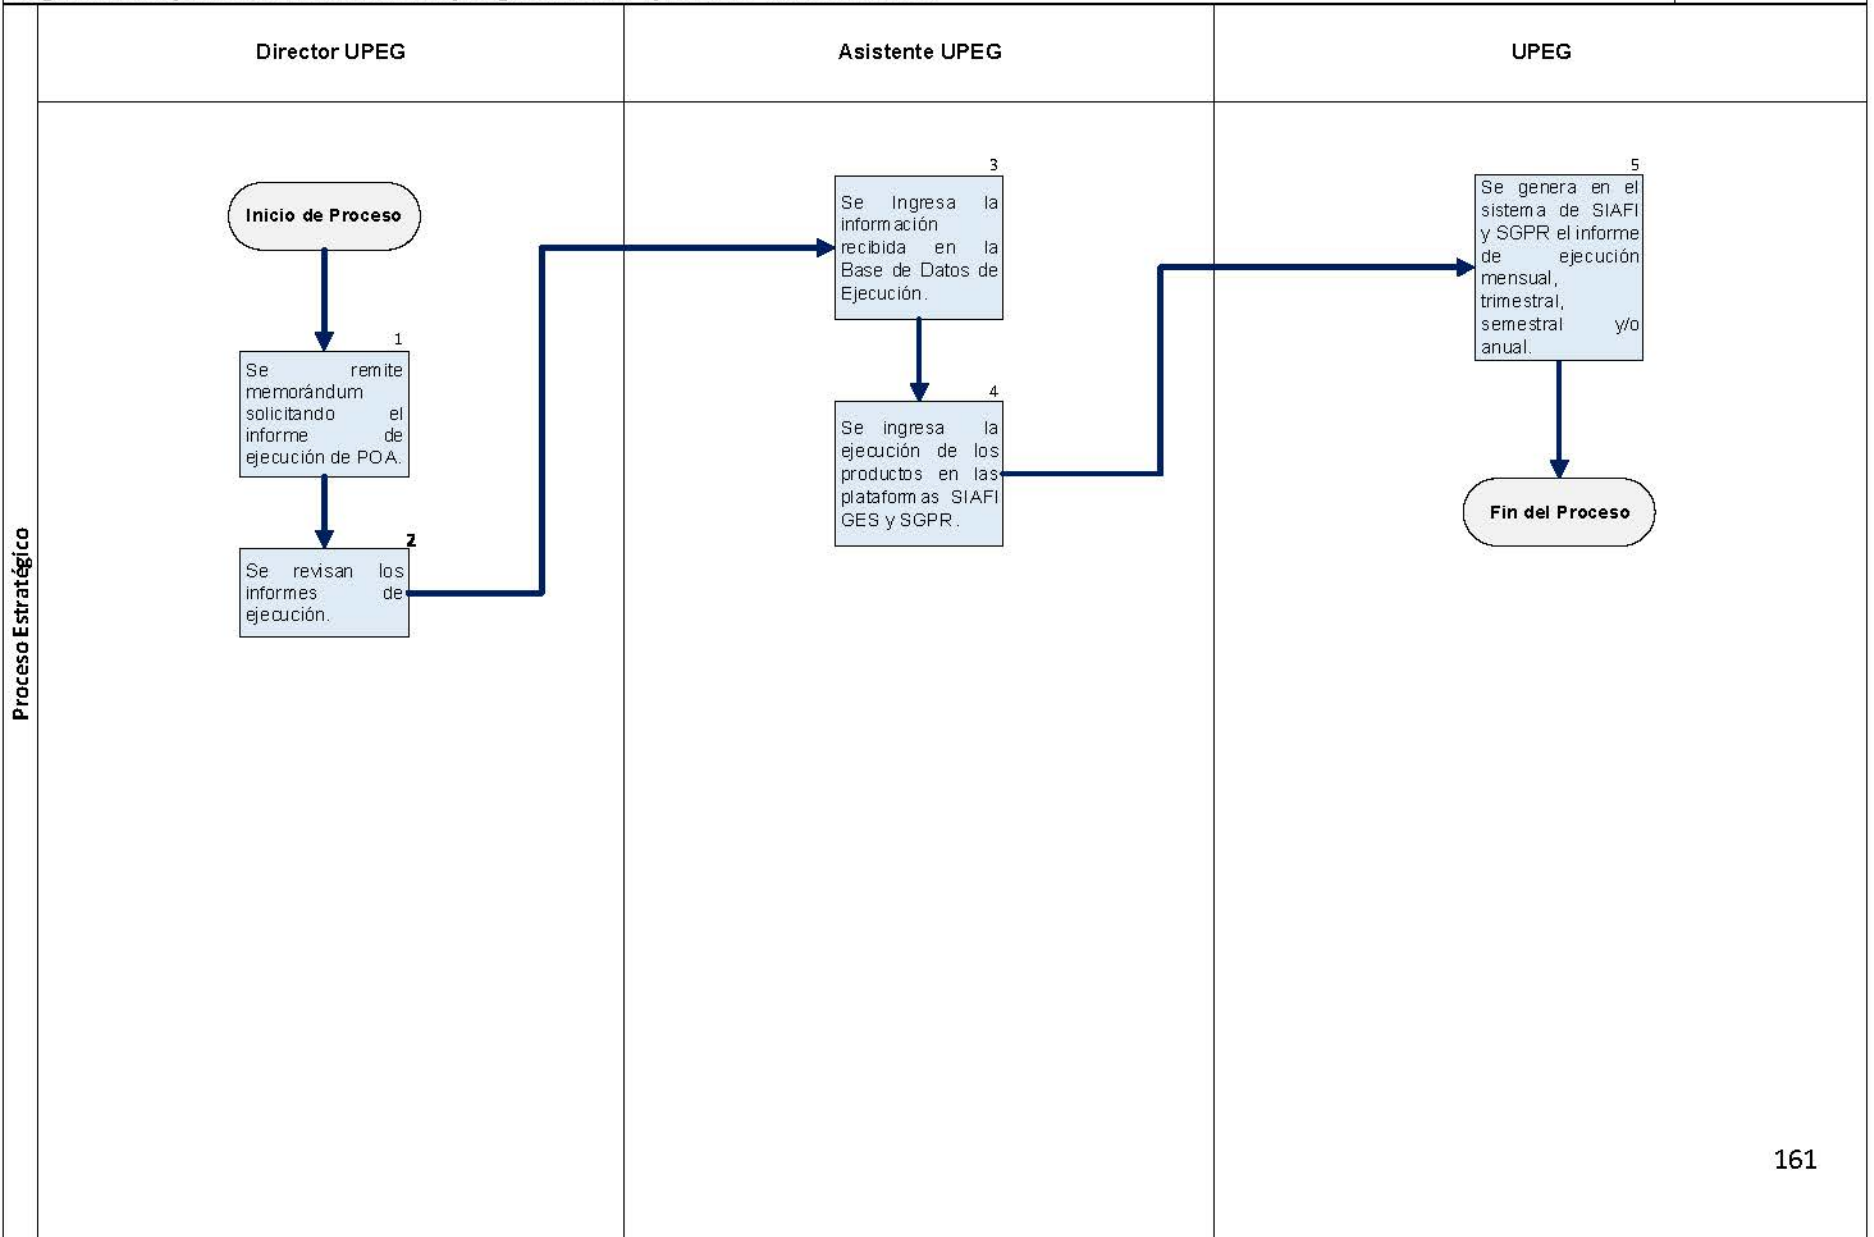 Director UPEG
Asistente UPEG
UPEG
Proceso Estratégico
Inicio de Proceso
1
Se remite
memorándum
solicitando el
informe de
ejecución de POA.
2
Se revisan los
informes de
ejecución.
3
Se Ingresa la
información
recibida en la
Base de Datos de
Ejecución.
4
Se ingresa la
ejecución de los
productos en las
plataformas SIAFI
GES y SGPR.
5
Se genera en el
sistema de SIAFI
y SGPR el informe
de ejecución
mensual,
trimestral,
semestral y/o
anual.
Fin del Proceso
161